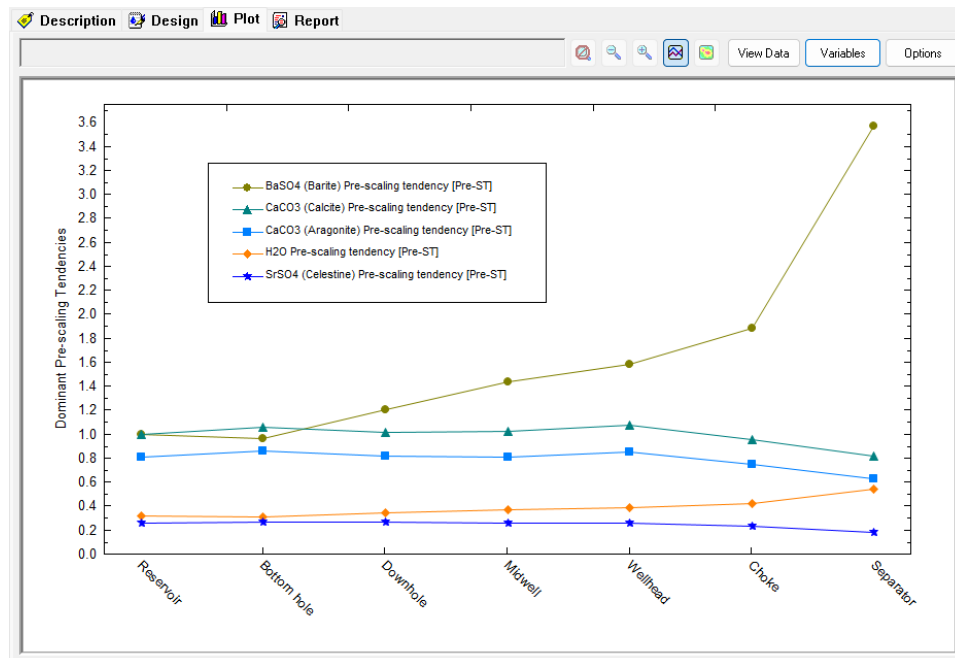 Description Design Plot Report
View Data Variables Options
Dominant Pre-scaling Tendencies
3.6
3.4
3.2
3.0
2.8
2.6
2.4
2.2
2.0
1.8
1.6
1.4
1.2
1.0
0.8
0.6
0.4
0.2
0.0
BaSO4 (Barite) Pre-scaling tendency [Pre-ST]
CaCO3 (Calcite) Pre-scaling tendency [Pre-ST]
CaCO3 (Aragonite) Pre-scaling tendency [Pre-ST]
H2O Pre-scaling tendency [Pre-ST]
SrSO4 (Celestine) Pre-scaling tendency [Pre-ST]
Reservoir
Bottom hole
Downhole
Midwell
Wellhead
Choke
Separator